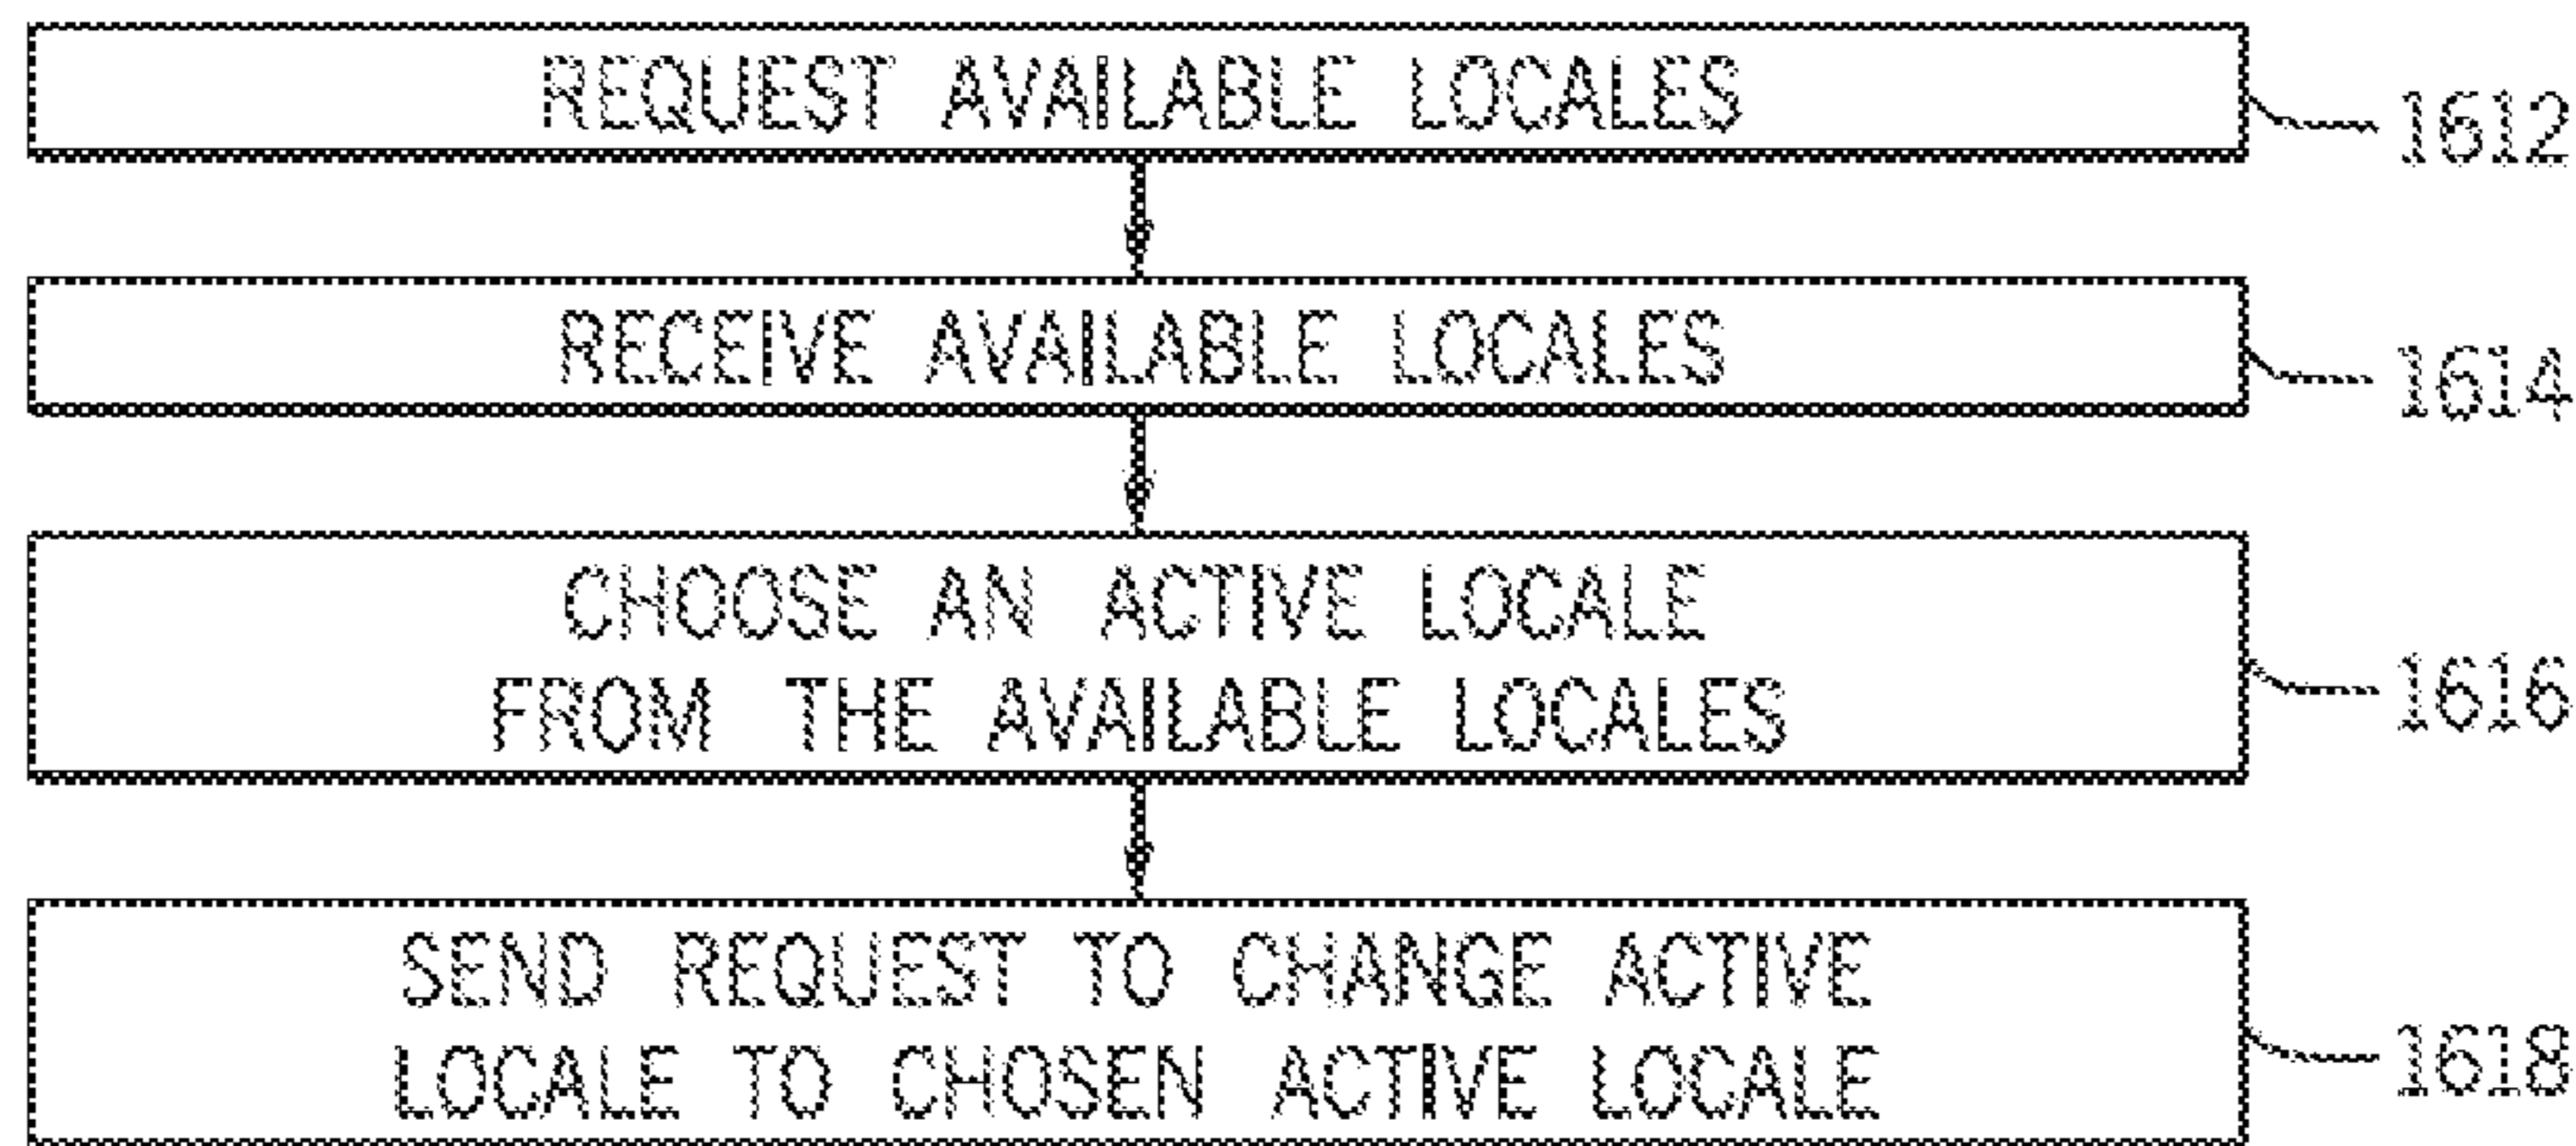 REQUEST AVAILABLE LOCALES
1612
RECEIVE AVAILABLE LOCALES
1614
CHOOSE AN ACTIVE LOCALE
FROM THE AVAILABLE LOCALES
1616
SEND REQUEST TO CHANGE ACTIVE
LOCALE TO CHOSEN ACTIVE LOCALE
1618